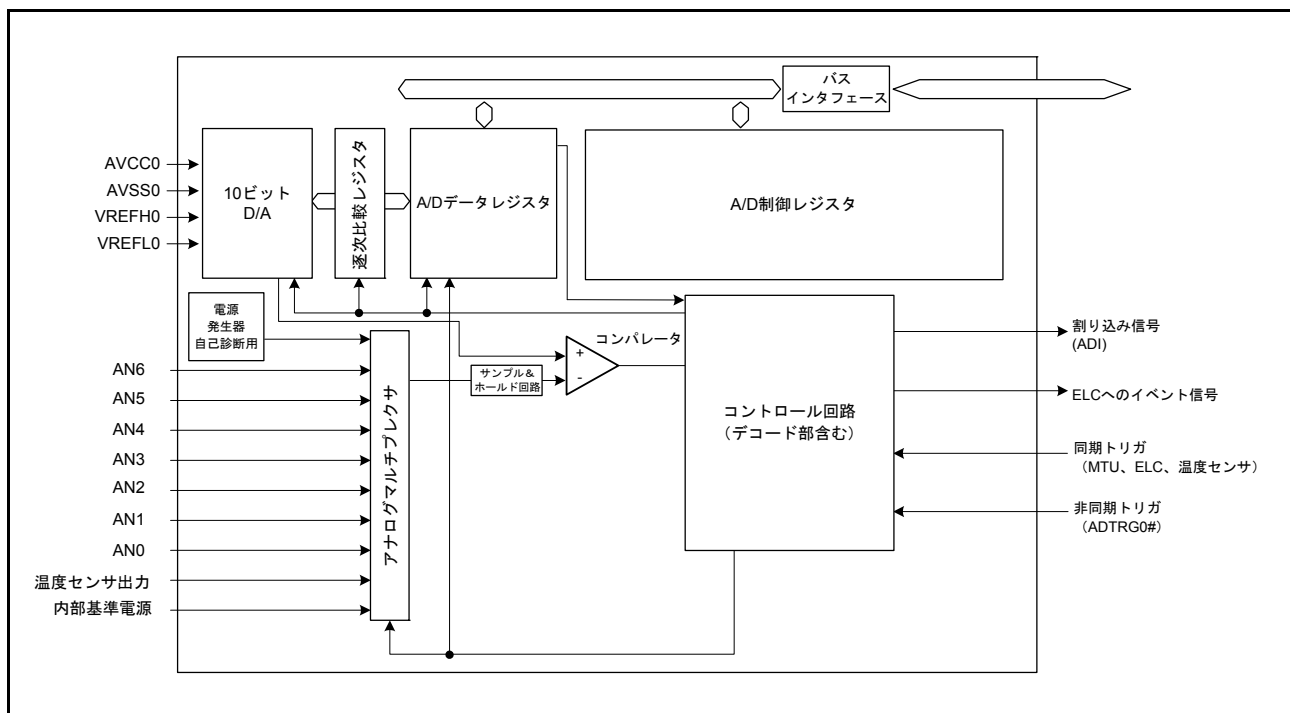 バス
インタフェース
AVCC0
AVSS0
VREFH0
VREFL0
10ビット
D/A
逐次比較レジスタ
A/Dデータレジスタ
A/D制御レジスタ
電源
発生器
自己診断用
AN6
AN5
AN4
AN3
AN2
AN1
AN0
温度センサ出力
内部基準電源
アナログマルチプレクサ
サンプル&
ホールド回路
コンパレータ
+
-
コントロール回路
(デコード部含む)
割り込み信号
(ADI)
ELCへのイベント信号
同期トリガ
(MTU、ELC、温度センサ)
非同期トリガ
(ADTRG0#)